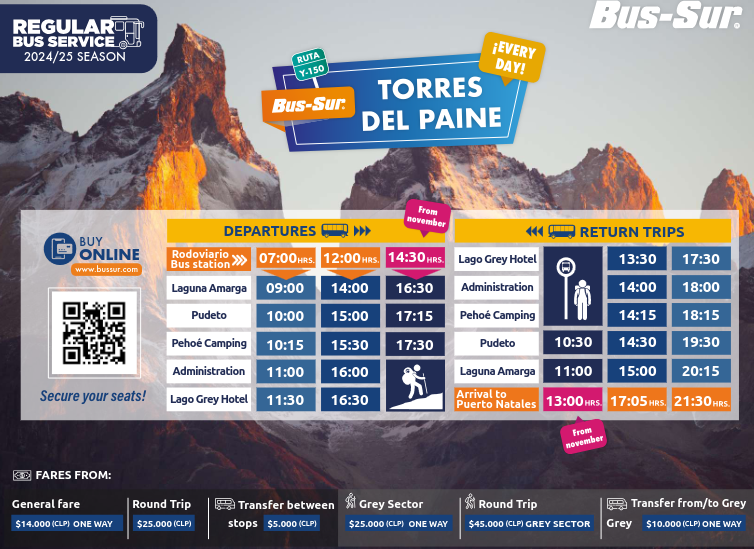 REGULAR
BUS SERVICE
2024/25 SEASON
Bus-Sur®
RUTA
Y-150
¡EVERY
DAY!
Bus-Sur®
TORRES
DEL PAINE
From
november
BUY
ONLINE
www.bussur.com
Secure your seats!
DEPARTURES
Rodoviario
Bus station
07:00 HRS. 12:00 HRS. 14:30 HRS.
Laguna Amarga 09:00 14:00 16:30
Pudeto 10:00 15:00 17:15
Pehoé Camping 10:15 15:30 17:30
Administration 11:00 16:00
Lago Grey Hotel 11:30 16:30
RETURN TRIPS
Lago Grey Hotel 13:30 17:30
Administration 14:00 18:00
Pehoé Camping 14:15 18:15
Pudeto 10:30 14:30 19:30
Laguna Amarga 11:00 15:00 20:15
Arrival to
Puerto Natales
13:00 HRS. 17:05 HRS. 21:30 HRS.
From
november
FARES FROM:
General fare
$14.000 (CLP) ONE WAY
Round Trip
$25.000 (CLP)
Transfer between
stops $5.000 (CLP)
Grey Sector
$25.000 (CLP) ONE WAY
Round Trip
$45.000 (CLP) GREY SECTOR
Transfer from/to Grey
Grey $10.000 (CLP) ONE WAY